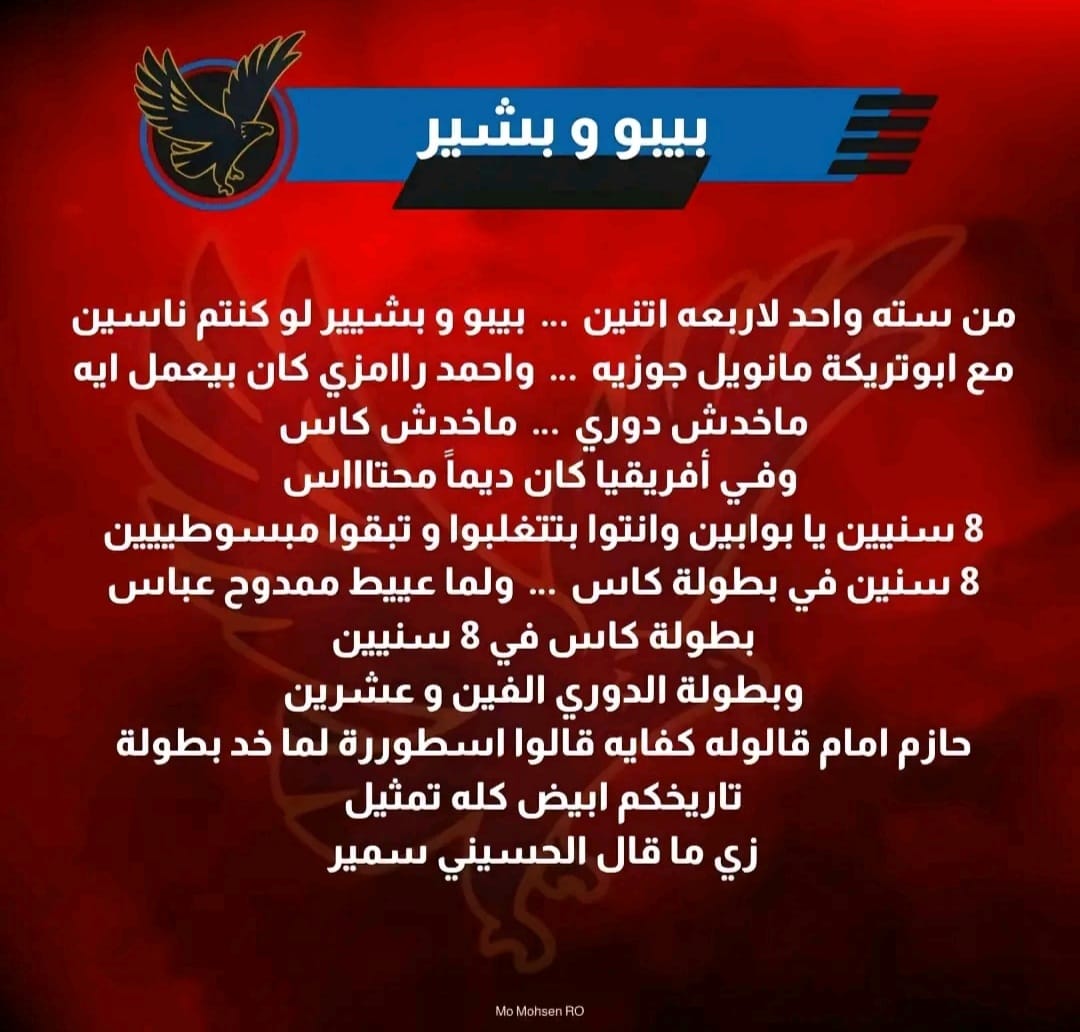 بيبو و بشير
من سته واحد لاربعه اتنين ... بيبو و بشيير لو كنتم ناسين
مع ابوتريكة مانويل جوزيه ... واحمد راامزي كان بيعمل ايه
ماخدش دوري ... ماخدش كاس
وفي أفريقيا كان ديماً محتاااس
8 سنيين يا بوابين وانتوا بتتغلبوا و تبقوا مبسوطييين
8 سنين في بطولة كاس ... ولما عييط ممدوح عباس
بطولة كاس في 8 سنيين
وبطولة الدوري الفين و عشرين
حازم امام قالوله كفايه قالوا اسطوررة لما خد بطولة
تاريخكم ابيض كله تمثيل
زي ما قال الحسيني سمير
Mo Mohsen RO